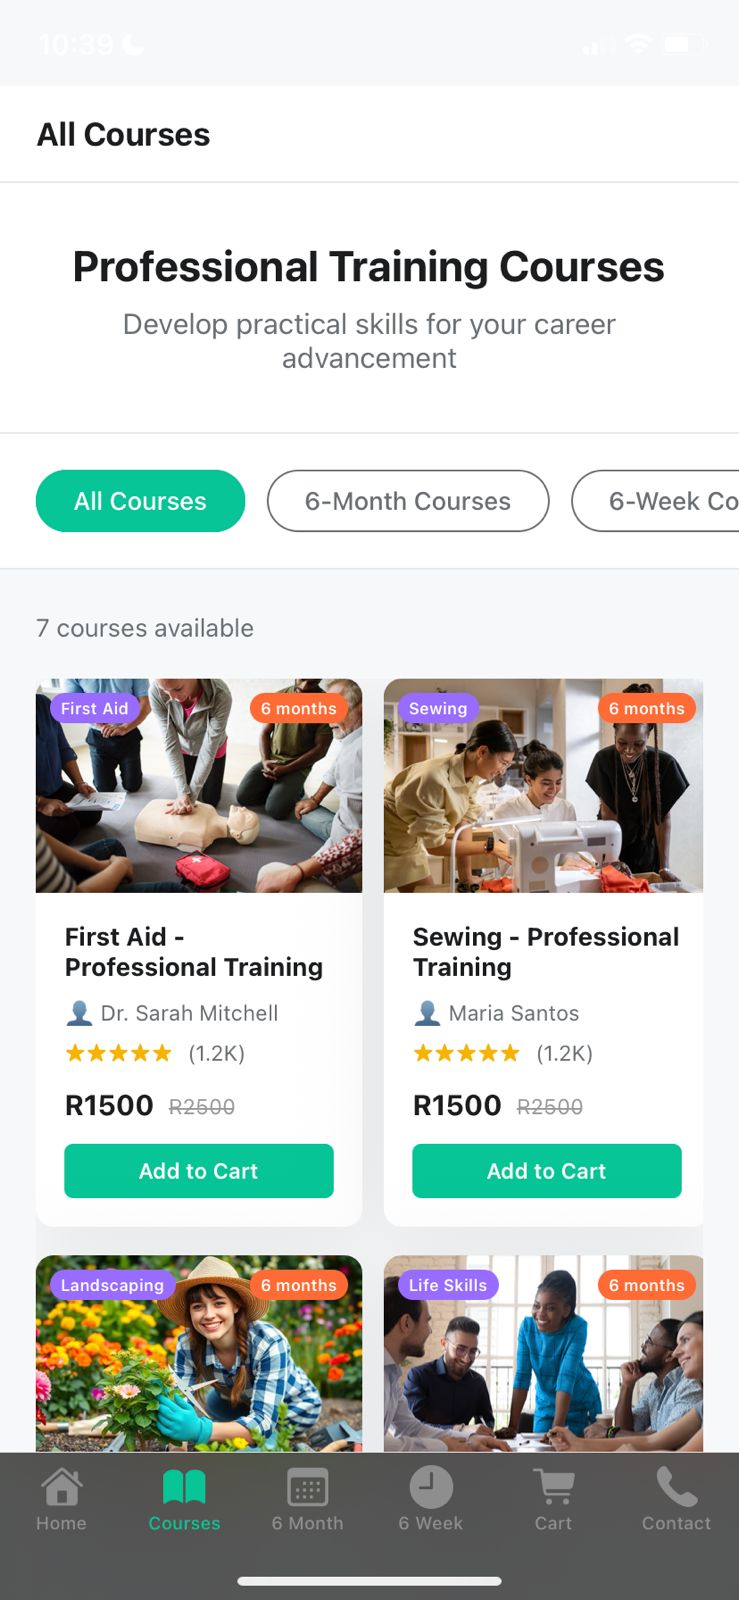 10:39
All Courses
Professional Training Courses
Develop practical skills for your career
advancement
All Courses
6-Month Courses
6-Week Co
7 courses available
First Aid
6 months
First Aid -
Professional Training
Dr. Sarah Mitchell
(1.2K)
R1500 R2500
Add to Cart
Sewing
6 months
Sewing - Professional
Training
Maria Santos
(1.2K)
R1500 R2500
Add to Cart
Landscaping
6 months
Life Skills
6 months
Home
Courses
6 Month
6 Week
Cart
Contact